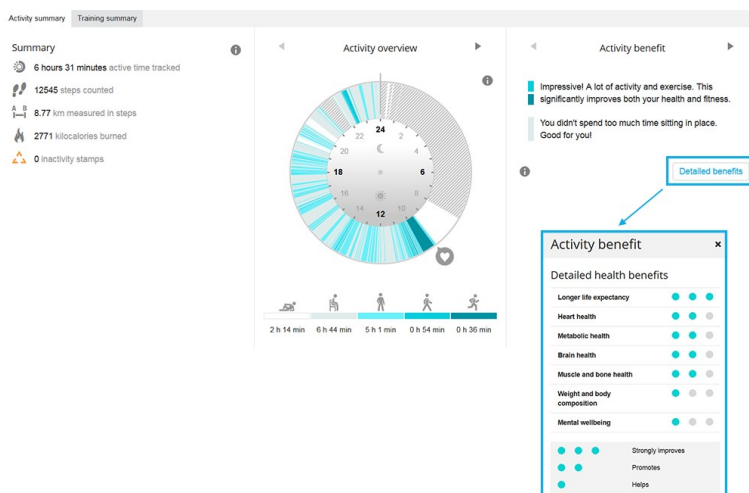 Activity summary
Training summary
Summary
6 hours 31 minutes active time tracked
12545 steps counted
A B
8.77 km measured in steps
2771 kilocalories burned
0 inactivity stamps
Activity overview
24
22
2
20
4
18
6
16
8
14
10
12
2 h 14 min
6 h 44 min
5 h 1 min
0 h 54 min
0 h 36 min
Activity benefit
Impressive! A lot of activity and exercise. This
significantly improves both your health and fitness.
You didn't spend too much time sitting in place.
Good for you!
Detailed benefits
Activity benefit
×
Detailed health benefits
Longer life expectancy
Heart health
Metabolic health
Brain health
Muscle and bone health
Weight and body
composition
Mental wellbeing
Strongly improves
Promotes
Helps